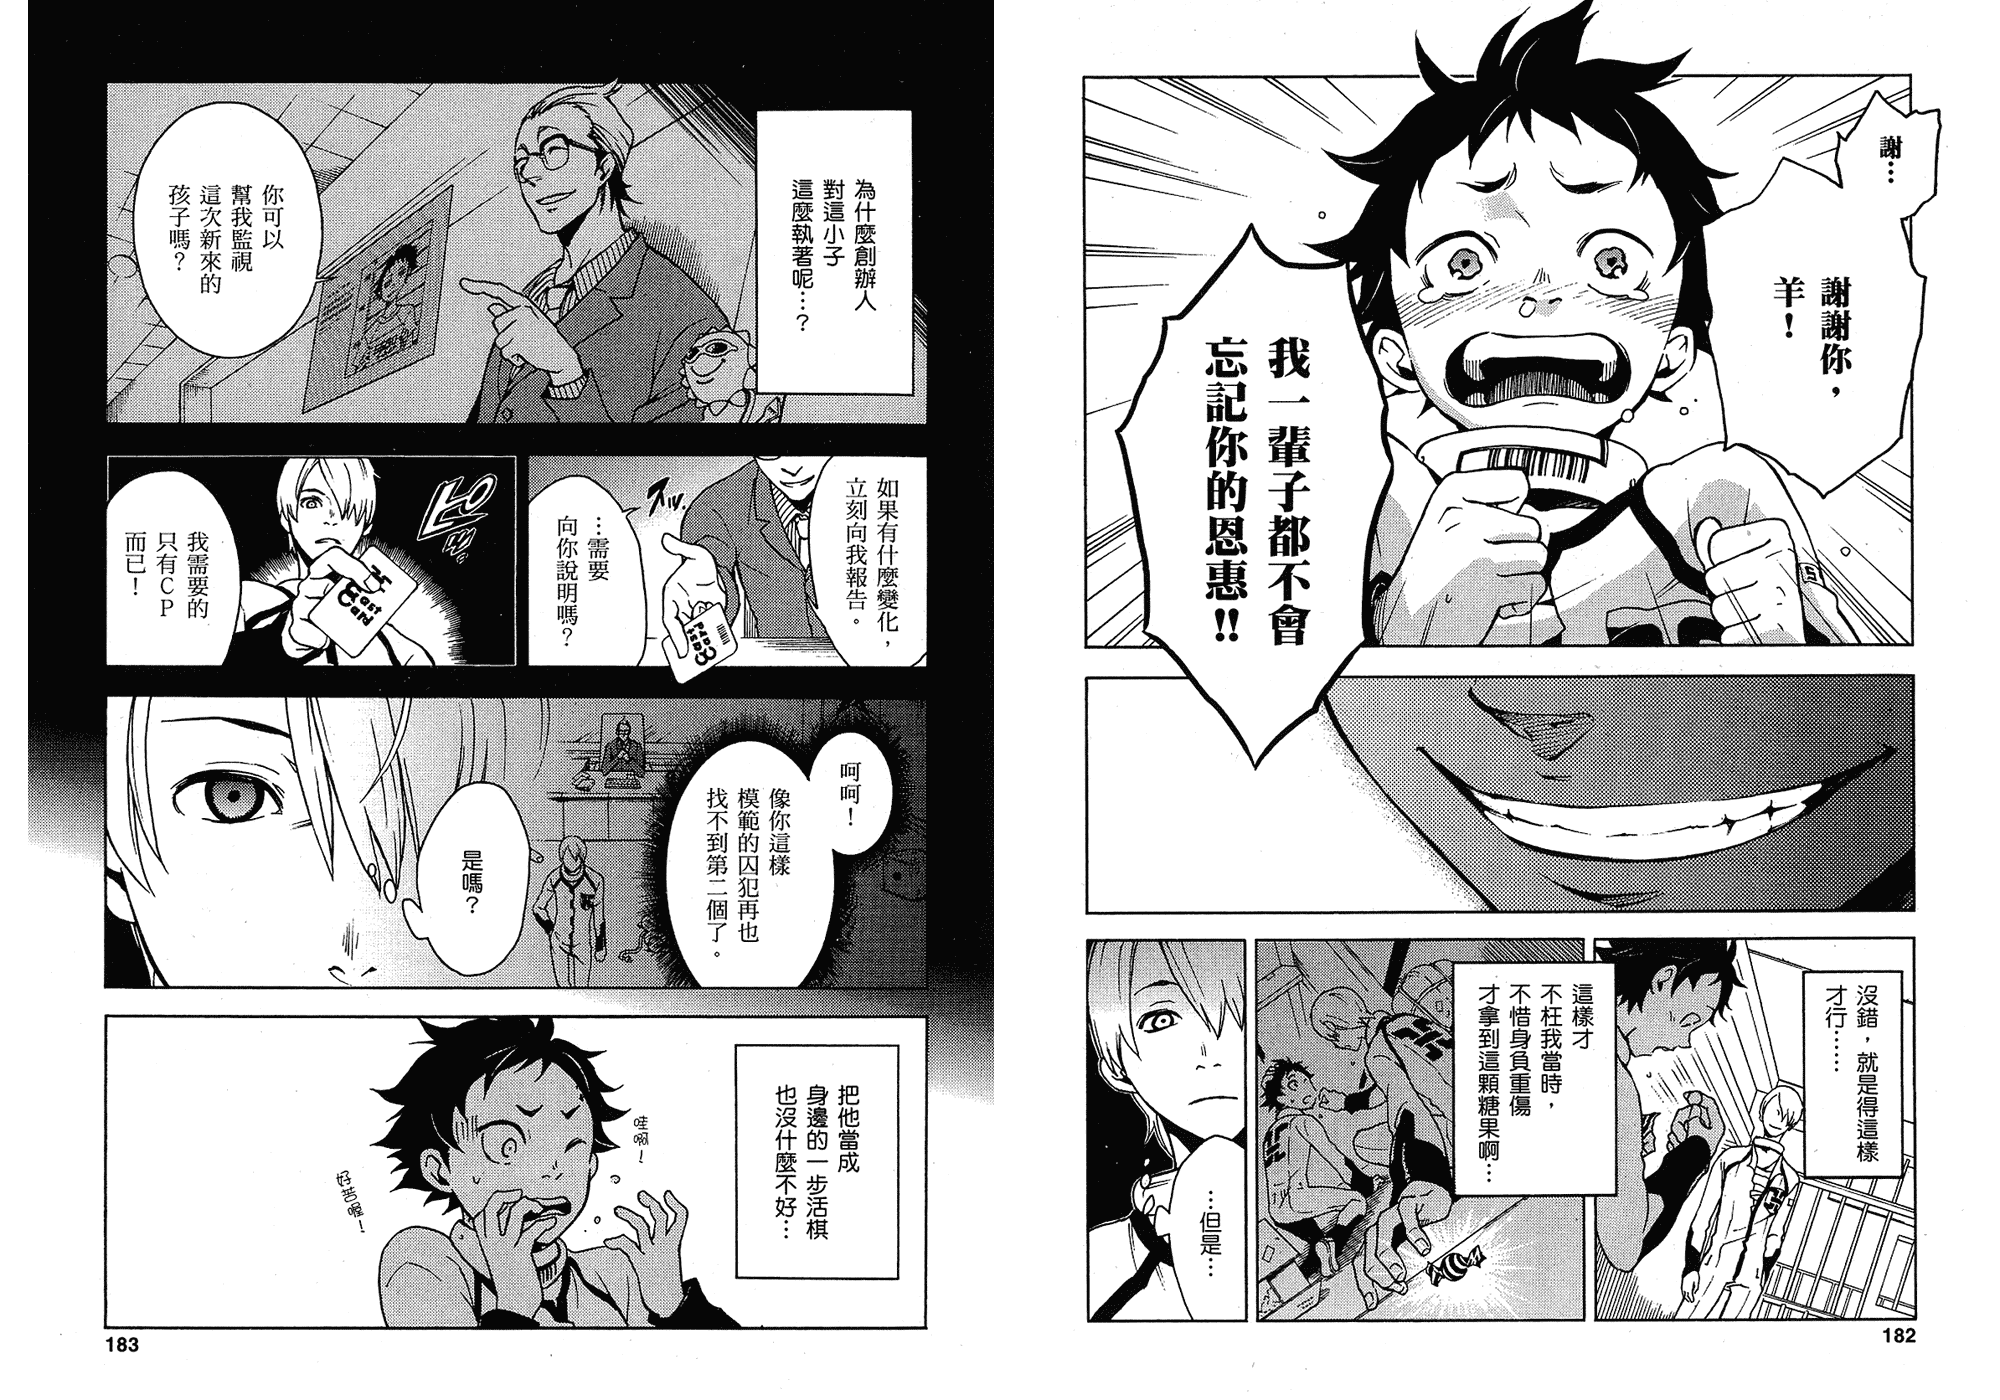 謝…
謝謝你，
羊！
我一輩子都不會
忘記你的恩惠!!
沒錯，就是得這樣
才行……
這樣才
不枉我當時，
不惜身負重傷
才拿到這顆糖果啊…
…但是…
182
為什麼創辦人
對這小子
這麼執著呢…？
你可以
幫我監視
這次新來的
孩子嗎？
如果有什麼變化，
立刻向我報告。
…需要
向你說明嗎？
我需要的
只有CP
而已！
Cast
Card
呵呵！
像你這樣
模範的囚犯再也
找不到第二個了。
是嗎？
把他當成
身邊的一步活棋
也沒什麼不好…
哇啊！
好苦喔！
183